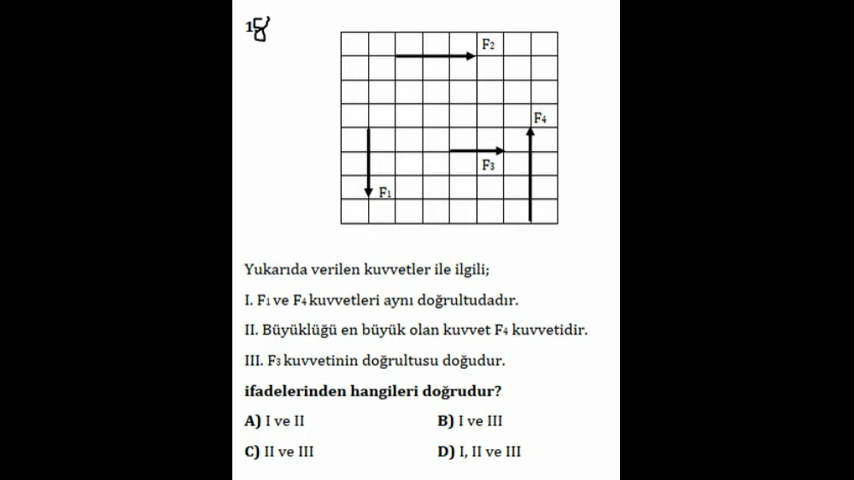 18
F2
F4
F3
F1
Yukarıda verilen kuvvetler ile ilgili;
I. F1 ve F4 kuvvetleri aynı doğrultudadır.
II. Büyüklüğü en büyük olan kuvvet F4 kuvvetidir.
III. F3 kuvvetinin doğrultusu doğudur.
ifadelerinden hangileri doğrudur?
A) I ve II B) I ve III
C) II ve III D) I, II ve III